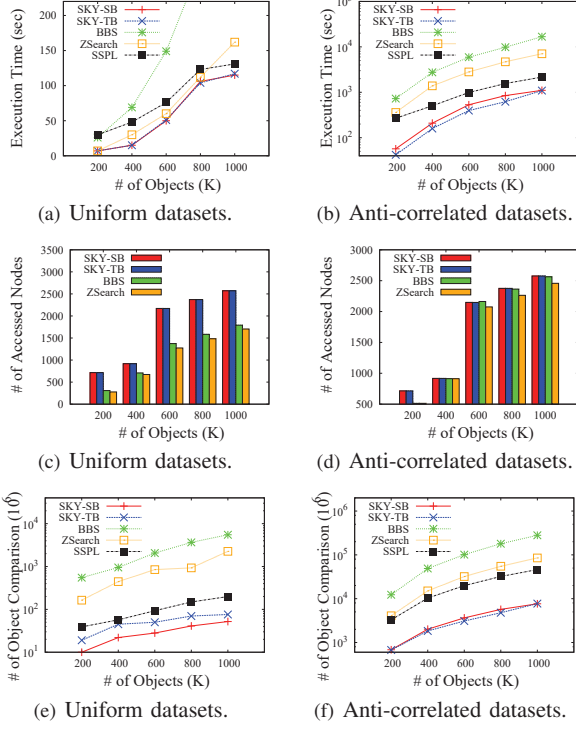 200
150
100
50
0
Execution Time (sec)
SKY-SB
SKY-TB
BBS
ZSearch
SSPL
200 400 600 800 1000
# of Objects (K)
(a) Uniform datasets.
10^5
10^4
10^3
10^2
Execution Time (sec)
SKY-SB
SKY-TB
BBS
ZSearch
SSPL
200 400 600 800 1000
# of Objects (K)
(b) Anti-correlated datasets.
3500
3000
2500
2000
1500
1000
500
0
# of Accessed Nodes
SKY-SB
SKY-TB
BBS
ZSearch
200 400 600 800 1000
# of Objects (K)
(c) Uniform datasets.
3000
2500
2000
1500
1000
500
# of Accessed Nodes
SKY-SB
SKY-TB
BBS
ZSearch
200 400 600 800 1000
# of Objects (K)
(d) Anti-correlated datasets.
10^4
10^3
10^2
10^1
# of Object Comparison (10^6)
SKY-SB
SKY-TB
BBS
ZSearch
SSPL
200 400 600 800 1000
# of Objects (K)
(e) Uniform datasets.
10^6
10^5
10^4
10^3
# of Object Comparison (10^6)
SKY-SB
SKY-TB
BBS
ZSearch
SSPL
200 400 600 800 1000
# of Objects (K)
(f) Anti-correlated datasets.